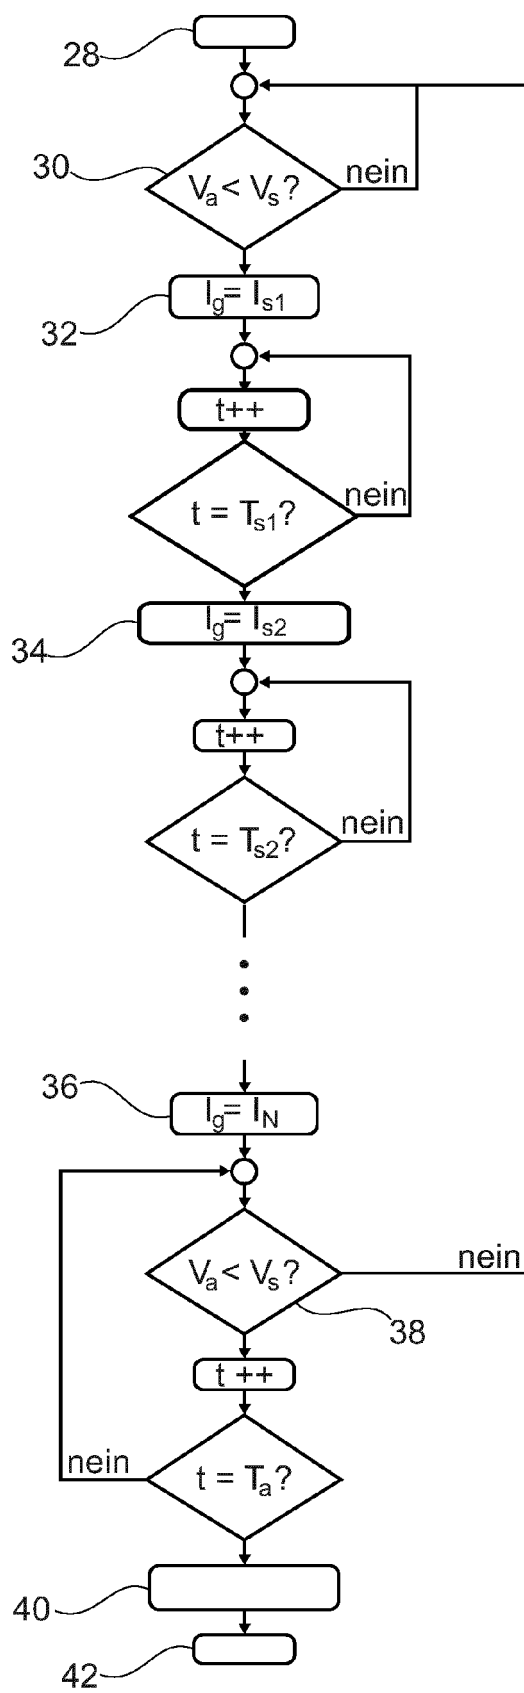 28
30
V_a < V_s?
nein
I_g = I_s1
32
t++
t = T_s1?
nein
I_g = I_s2
34
t++
t = T_s2?
nein
36
I_g = I_N
V_a < V_s?
nein
38
t ++
t = T_a?
nein
40
42